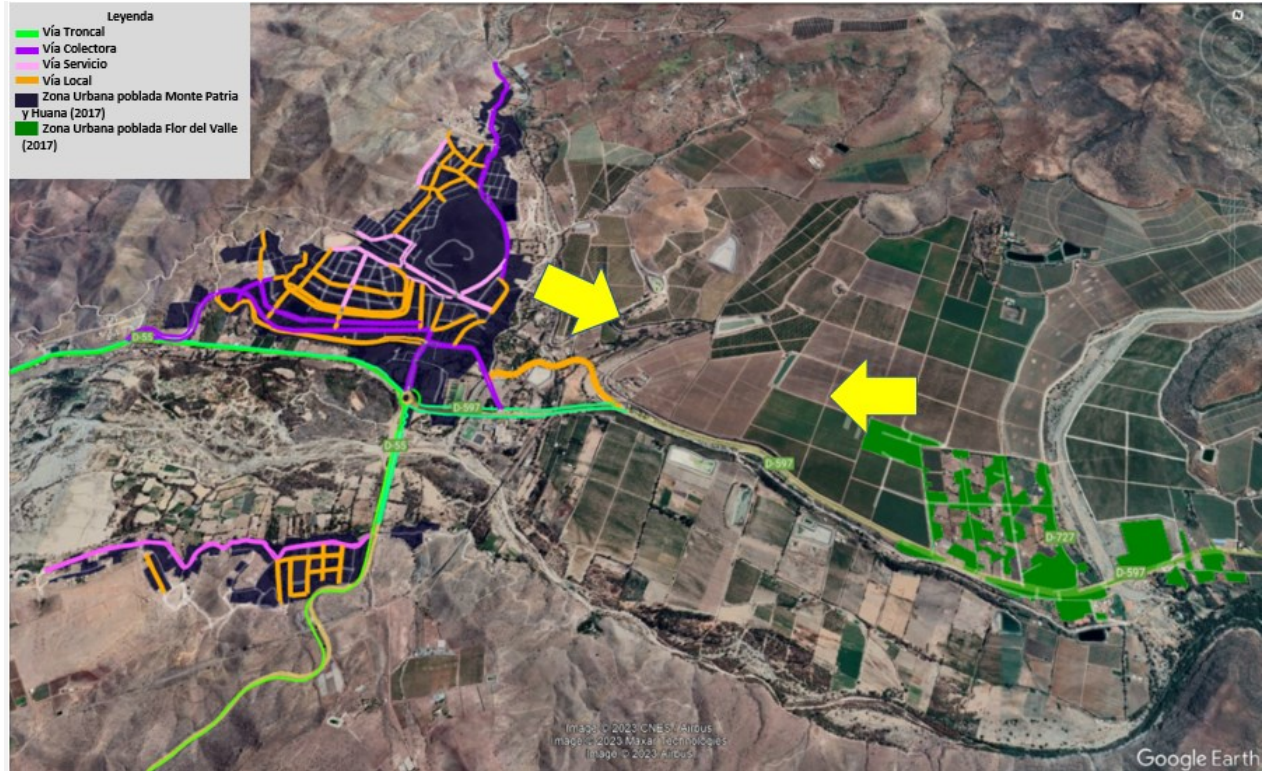 Leyenda
Vía Troncal
Vía Colectora
Vía Servicio
Vía Local
Zona Urbana poblada Monte Patria
y Huana (2017)
Zona Urbana poblada Flor del Valle
(2017)
D-55
D-597
D-55
D-597
D-727
D-597
Image © 2023 CNES / Airbus
Image © 2023 Maxar Technologies
Image © 2023 Airbus
Google Earth